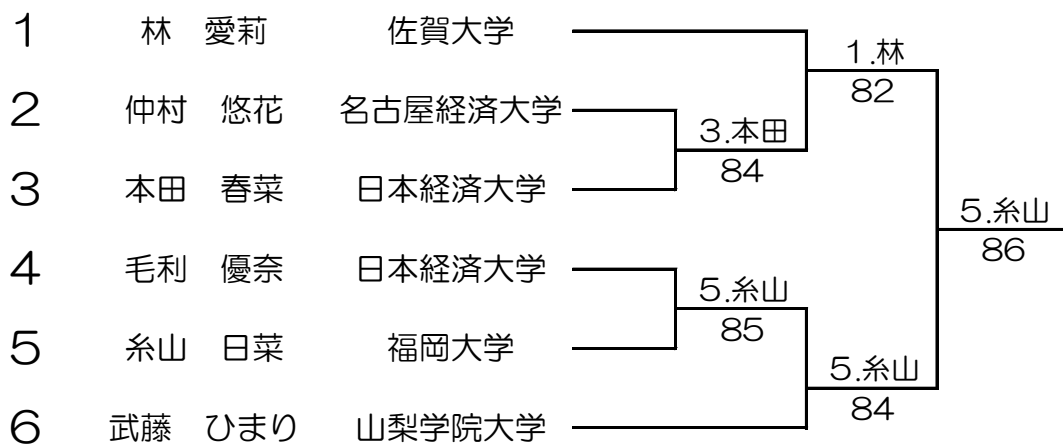 1 林 愛莉 佐賀大学
1.林
82
2 仲村 悠花 名古屋経済大学
3.本田
84
3 本田 春菜 日本経済大学
5.糸山
86
4 毛利 優奈 日本経済大学
5.糸山
85
5 糸山 日菜 福岡大学
5.糸山
84
6 武藤 ひまり 山梨学院大学